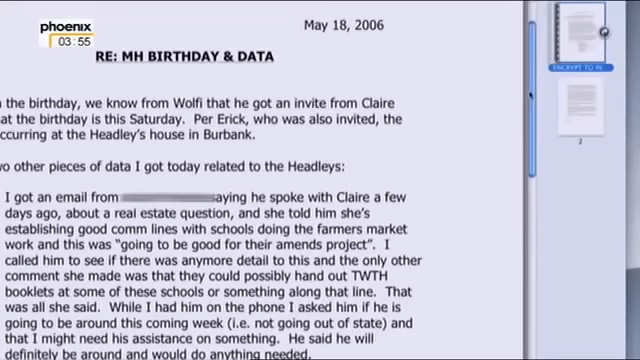 phoenix
03:55
May 18, 2006
RE: MH BIRTHDAY & DATA
n the birthday, we know from Wolfi that he got an invite from Claire
at the birthday is this Saturday. Per Erick, who was also invited, the
ccurring at the Headley's house in Burbank.
wo other pieces of data I got today related to the Headleys:
I got an email from aying he spoke with Claire a few
days ago, about a real estate question, and she told him she's
establishing good comm lines with schools doing the farmers market
work and this was “going to be good for their amends project”. I
called him to see if there was anymore detail to this and the only other
comment she made was that they could possibly hand out TWTH
booklets at some of these schools or something along that line. That
was all she said. While I had him on the phone I asked him if he is
going to be around this coming week (i.e. not going out of state) and
that I might need his assistance on something. He said he will
definitely be around and would do anything needed.
ENCRYPT TO IN
2